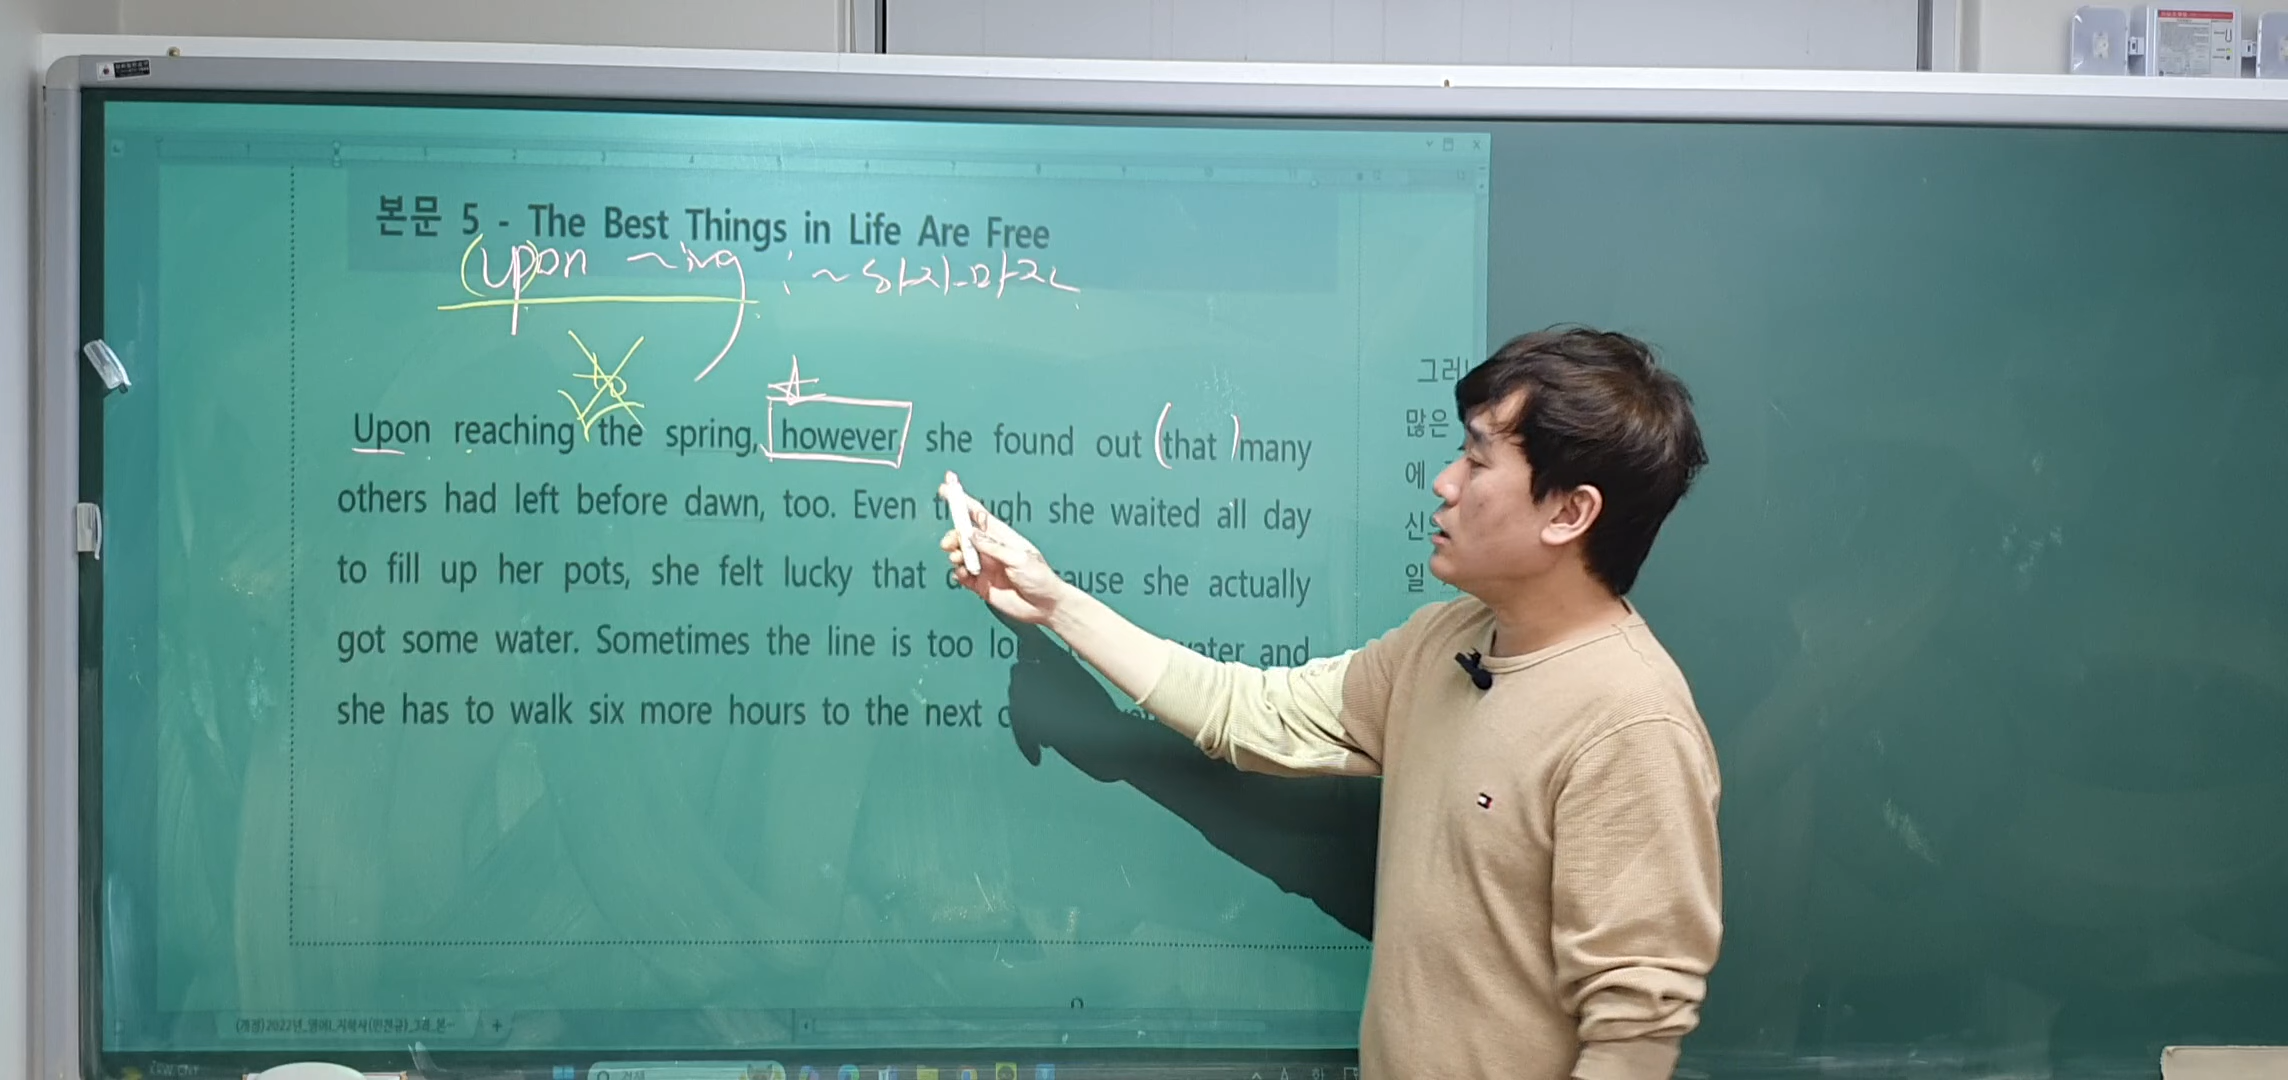 본문 5 - The Best Things in Life Are Free
(upon ~ing : ~하자마자
Upon reaching the spring, however she found out (that) many
others had left before dawn, too. Even though she waited all day
to fill up her pots, she felt lucky that she actually
got some water. Sometimes the line is too water and
she has to walk six more hours to the next
많은
에
일